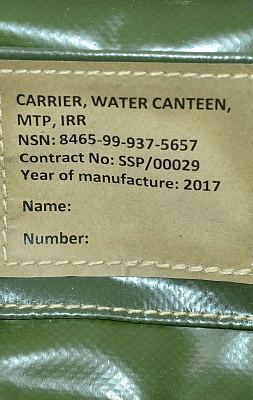 CARRIER, WATER CANTEEN,
MTP, IRR
NSN: 8465-99-937-5657
Contract No: SSP/00029
Year of manufacture: 2017
Name:
Number: